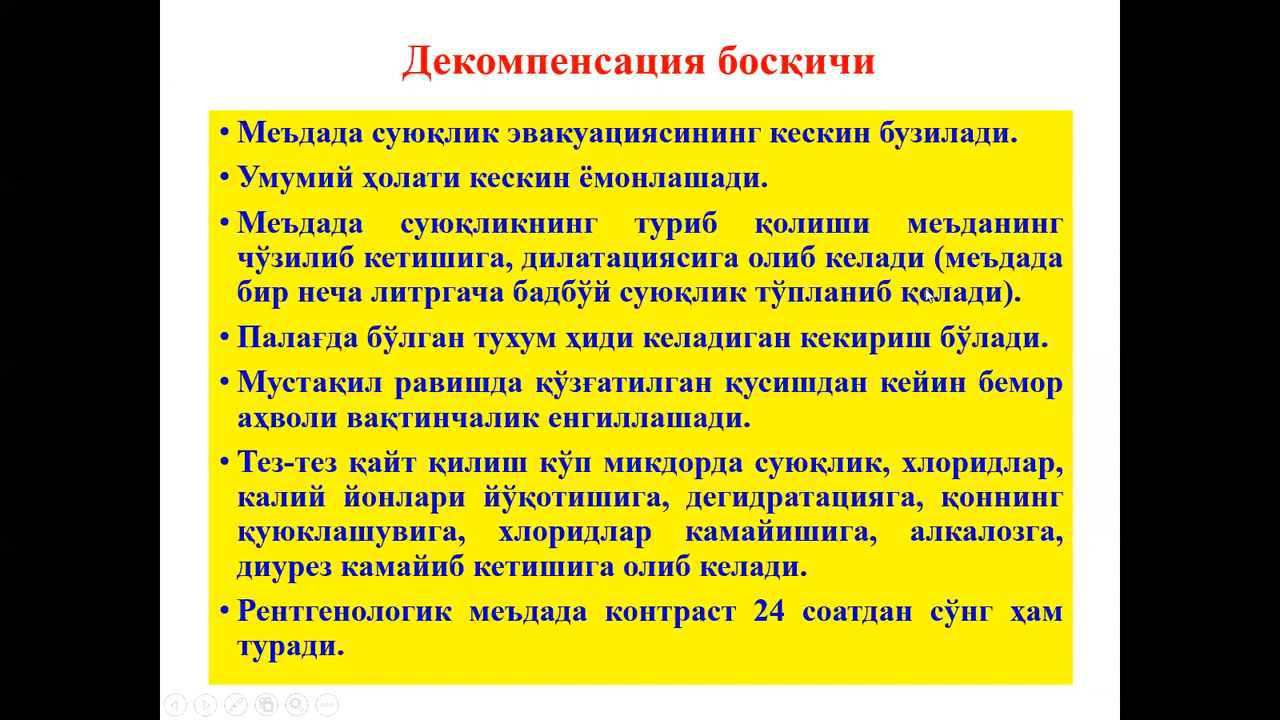 Декомпенсация босқичи
• Меъдада суюқлик эвакуациясининг кескин бузилади.
• Умумий ҳолати кескин ёмонлашади.
• Меъдада суюқликнинг туриб қолиши меъданинг
чўзилиб кетишига, дилатациясига олиб келади (меъдада
бир неча литргача бадбўй суюқлик тўпланиб қолади).
• Палағда бўлган тухум ҳиди келадиган кекириш бўлади.
• Мустақил равишда қўзғатилган қусишдан кейин бемор
аҳволи вақтинчалик енгиллашади.
• Тез-тез қайт қилиш кўп микдорда суюқлик, хлоридлар,
калий йонлари йўқотишига, дегидратацияга, қоннинг
қуюклашувига, хлоридлар камайишига, алкалозга,
диурез камайиб кетишига олиб келади.
• Рентгенологик меъдада контраст 24 соатдан сўнг ҳам
туради.